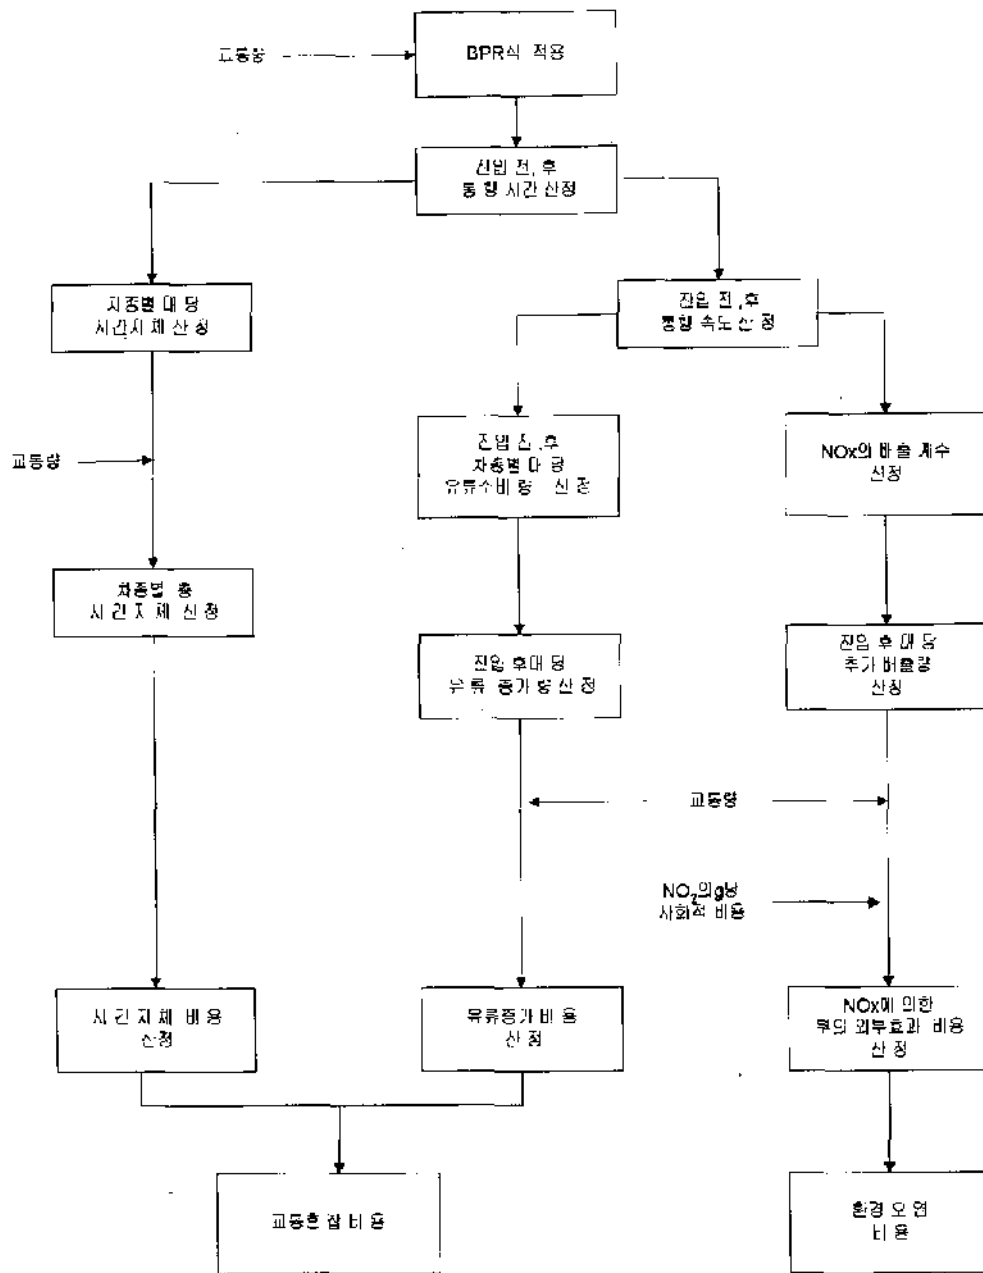 교통량
BPR식 적용
진입 전, 후
통행 시간 산정
차종별 대당
시간지체 산정
진입 전, 후
통행 속도 산정
교통량
진입 전, 후
차종별 대당
유류소비량 산정
NOx의 배출 계수
산정
차종별 총
시간지체 산정
진입 후 대당
유류 증가량 산정
진입 후 대당
추가 배출량
산정
교통량
NO₂의 g당
사회적 비용
시간지체 비용
산정
유류증가 비용
산정
NOx에 의한
부의 외부효과 비용
산정
교통혼잡 비용
환경 오염
비용